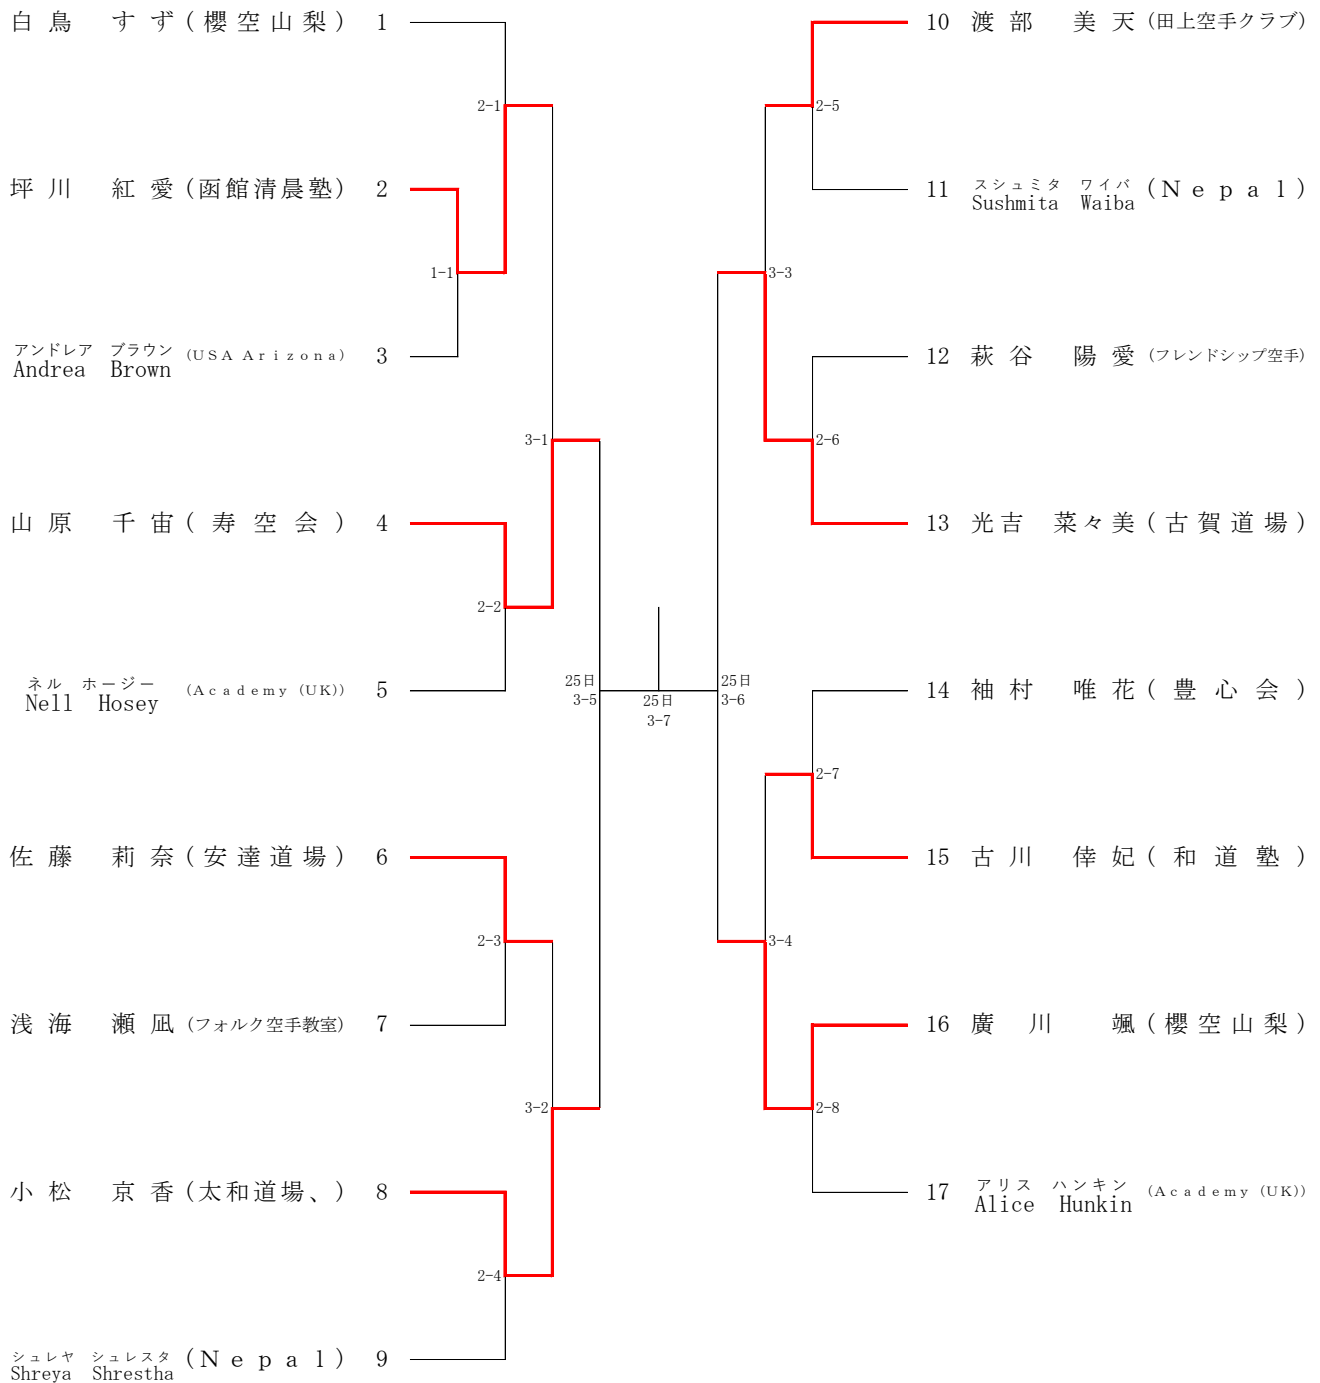 白鳥 すず(櫻空山梨) 1
2-1
坪川 紅愛(函館清晨塾) 2
1-1
アンドレア ブラウン
Andrea Brown (USA Arizona) 3
3-1
山原 千宙(寿空会) 4
2-2
ネル ホージー
Nell Hosey (Academy (UK)) 5
25日
3-5
佐藤 莉奈(安達道場) 6
2-3
浅海 瀬凪(フォルク空手教室) 7
3-2
小松 京香(太和道場、) 8
2-4
シュレヤ シュレスタ
Shreya Shrestha (Nepal) 9
25日
3-7
10 渡部 美天(田上空手クラブ)
2-5
11 スシュミタ ワイバ
Sushmita Waiba (Nepal)
3-3
12 萩谷 陽愛(フレンドシップ空手)
2-6
13 光吉 菜々美(古賀道場)
25日
3-6
14 袖村 唯花(豊心会)
2-7
15 古川 倖妃(和道塾)
3-4
16 廣川 颯(櫻空山梨)
2-8
17 アリス ハンキン
Alice Hunkin (Academy (UK))